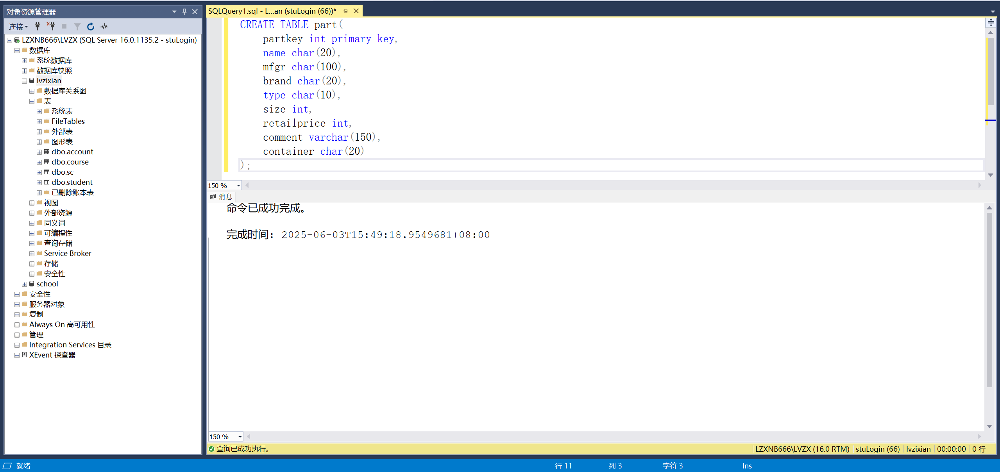 对象资源管理器
连接
LZXNB666\LVZX (SQL Server 16.0.1135.2 - stuLogin)
数据库
系统数据库
数据库快照
lvzixian
数据库关系图
表
系统表
FileTables
外部表
图形表
dbo.account
dbo.course
dbo.sc
dbo.student
已删除账本表
视图
外部资源
同义词
可编程性
查询存储
Service Broker
存储
安全性
school
安全性
服务器对象
复制
Always On 高可用性
管理
Integration Services 目录
XEvent 探查器
SQLQuery1.sql - L...an (stuLogin (66))*
CREATE TABLE part(
partkey int primary key,
name char(20),
mfgr char(100),
brand char(20),
type char(10),
size int,
retailprice int,
comment varchar(150),
container char(20)
);
150 %
消息
命令已成功完成。
完成时间: 2025-06-03T15:49:18.9549681+08:00
150 %
查询已成功执行。 LZXNB666\LVZX (16.0 RTM) stuLogin (66) lvzixian 00:00:00 0 行
就绪 行 11 列 3 字符 3 Ins